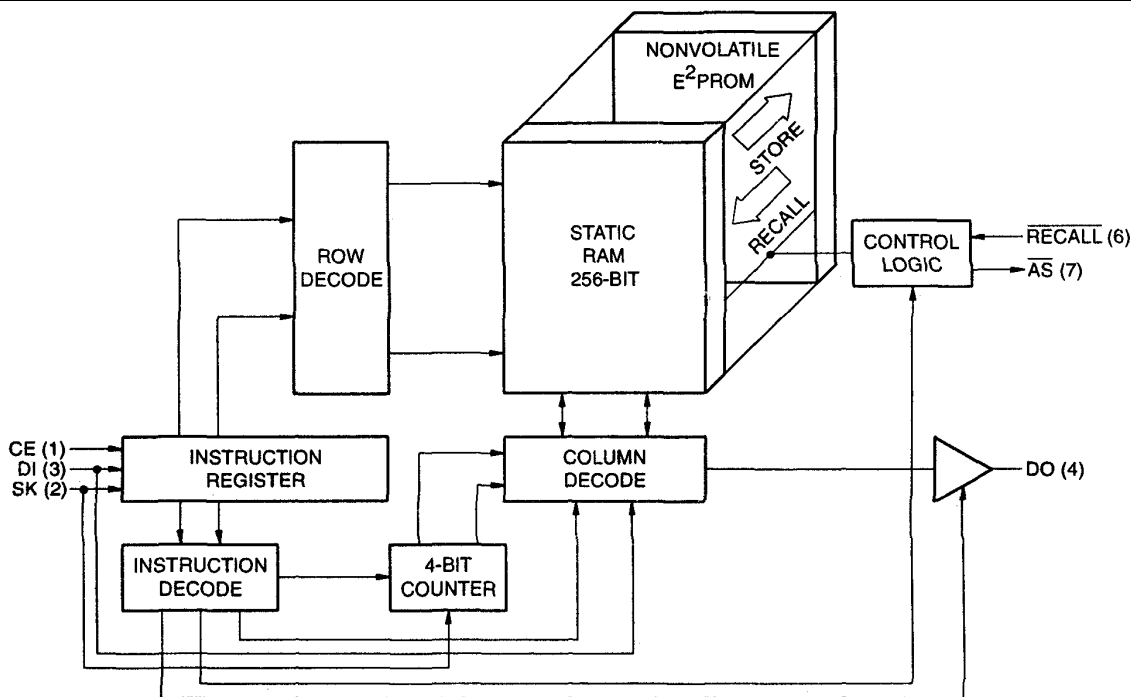 NONVOLATILE
E²PROM
STORE
RECALL
STATIC
RAM
256-BIT
ROW
DECODE
CONTROL
LOGIC
RECALL (6)
AS (7)
CE (1)
DI (3)
SK (2)
INSTRUCTION
REGISTER
COLUMN
DECODE
DO (4)
INSTRUCTION
DECODE
4-BIT
COUNTER